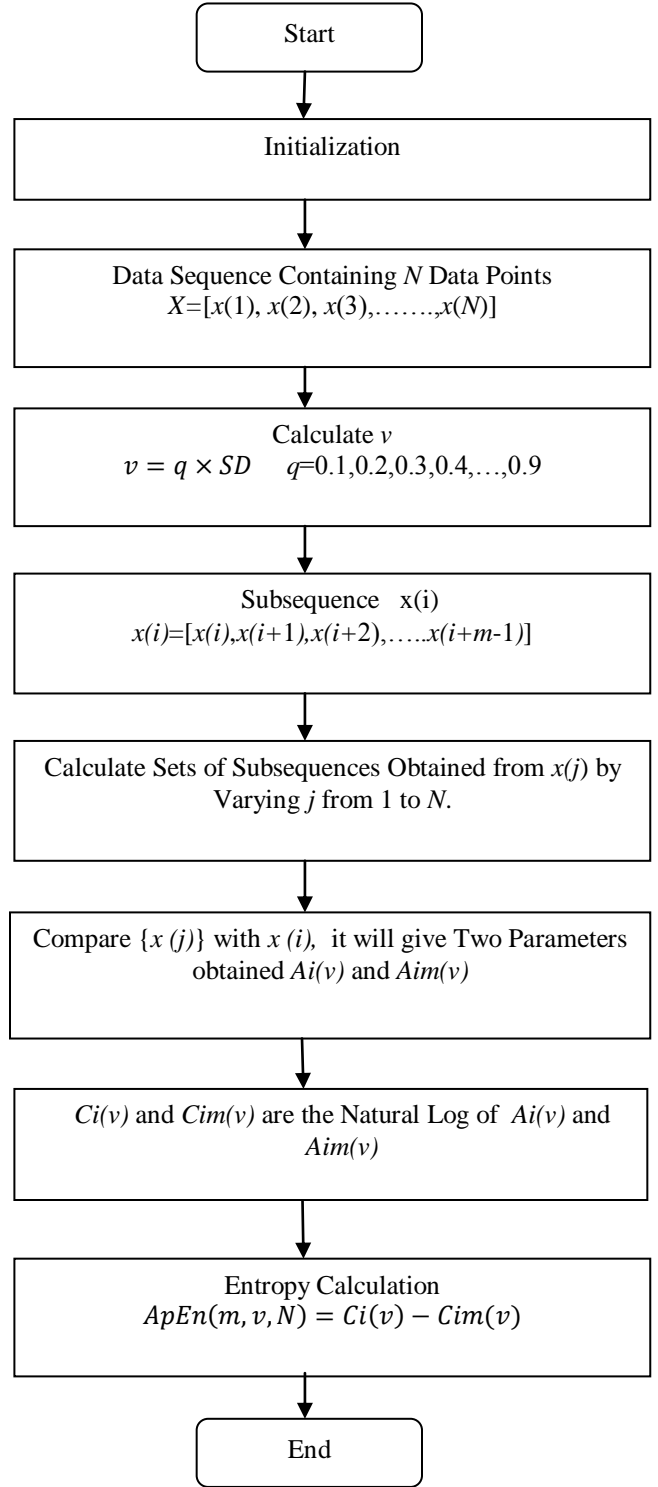 Start
Initialization
Data Sequence Containing N Data Points
X=[x(1), x(2), x(3),…….,x(N)]
Calculate v
v = q × SD q=0.1,0.2,0.3,0.4,…,0.9
Subsequence x(i)
x(i)=[x(i),x(i+1),x(i+2),…..x(i+m-1)]
Calculate Sets of Subsequences Obtained from x(j) by
Varying j from 1 to N.
Compare {x (j)} with x (i), it will give Two Parameters
obtained Ai(v) and Aim(v)
Ci(v) and Cim(v) are the Natural Log of Ai(v) and
Aim(v)
Entropy Calculation
ApEn(m, v, N) = Ci(v) − Cim(v)
End